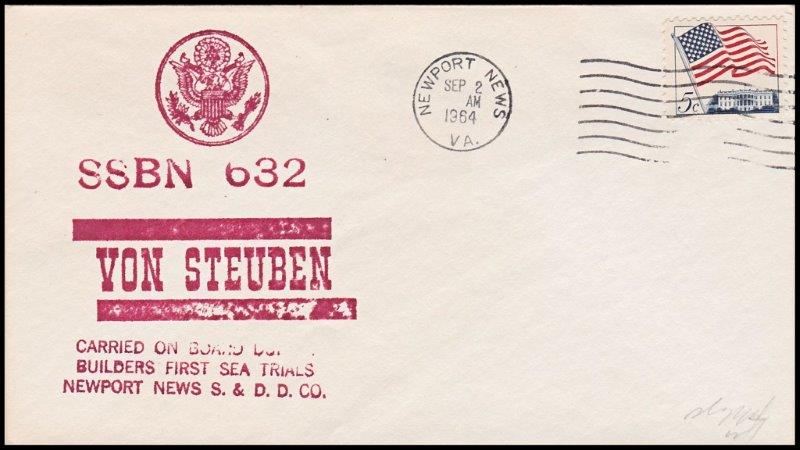 SSBN 632
VON STEUBEN
CARRIED ON BOARD
BUILDERS FIRST SEA TRIALS
NEWPORT NEWS S. & D. D. CO.
NEWPORT NEWS
SEP 2
AM
1964
VA.
5c